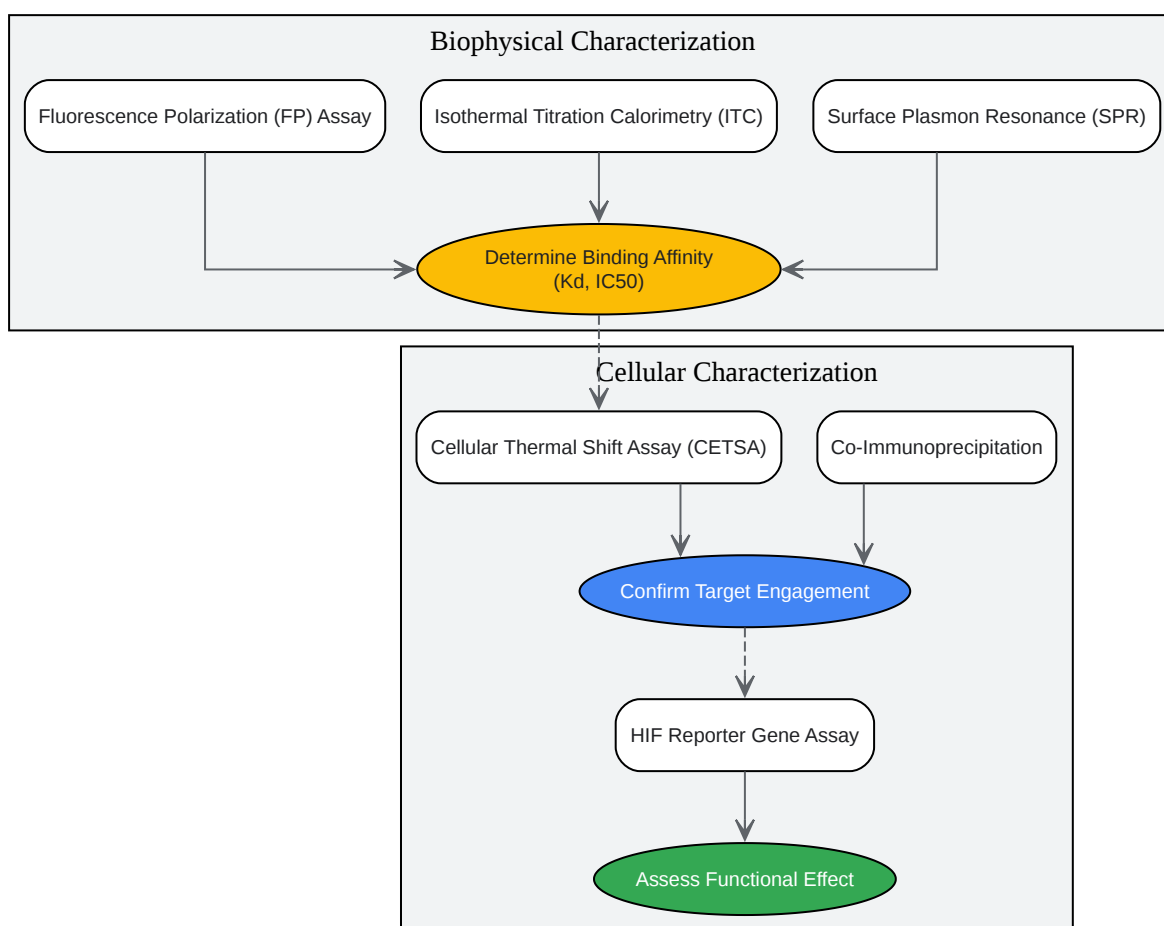 Biophysical Characterization
Fluorescence Polarization (FP) Assay
Isothermal Titration Calorimetry (ITC)
Surface Plasmon Resonance (SPR)
Determine Binding Affinity
(Kd, IC50)
Cellular Characterization
Cellular Thermal Shift Assay (CETSA)
Co-Immunoprecipitation
Confirm Target Engagement
HIF Reporter Gene Assay
Assess Functional Effect